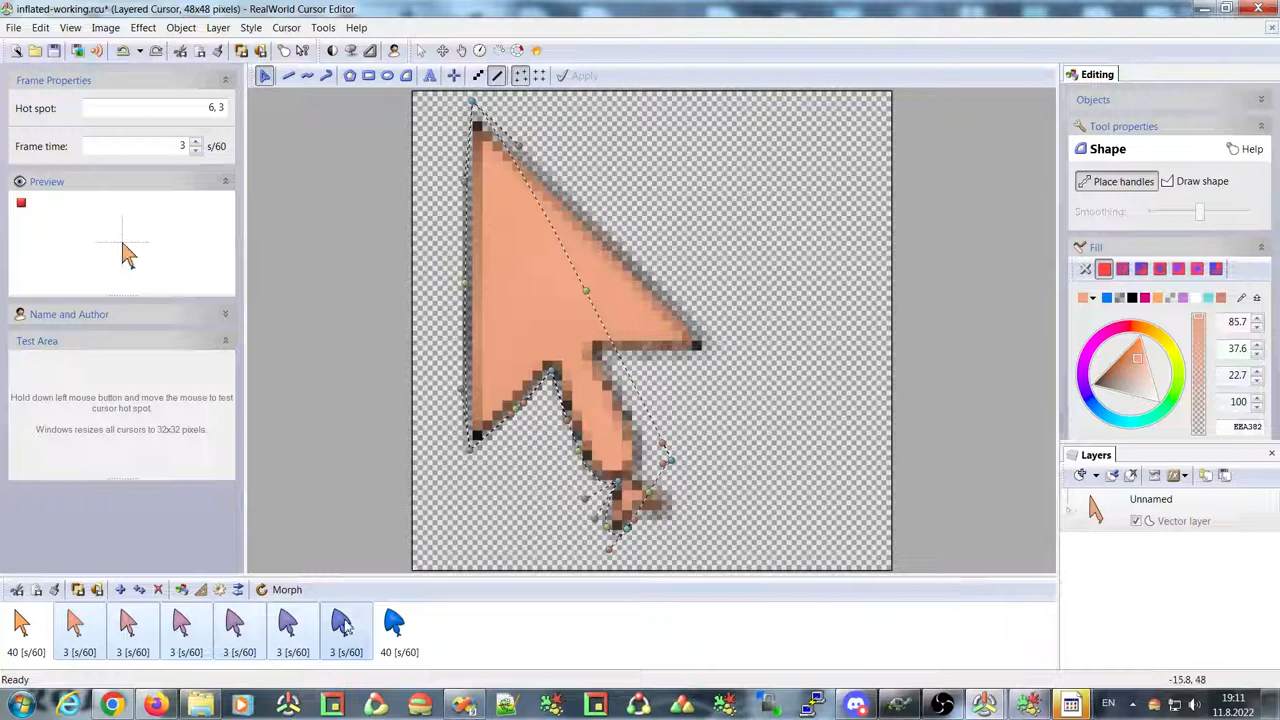 inflated-working.rcu* (Layered Cursor, 48x48 pixels) - RealWorld Cursor Editor
File Edit View Image Effect Object Layer Style Cursor Tools Help
Apply
Frame Properties
Hot spot: 6, 3
Frame time: 3 s/60
Preview
Name and Author
Test Area
Hold down left mouse button and move the mouse to test
cursor hot spot.
Windows resizes all cursors to 32x32 pixels.
Editing
Objects
Tool properties
Shape Help
Place handles Draw shape
Smoothing:
Fill
85.7
37.6
22.7
100
EEA382
Layers
Unnamed
Vector layer
Morph
40 [s/60] 3 [s/60] 3 [s/60] 3 [s/60] 3 [s/60] 3 [s/60] 3 [s/60] 40 [s/60]
Ready -15.8, 48
EN 19:11
11.8.2022